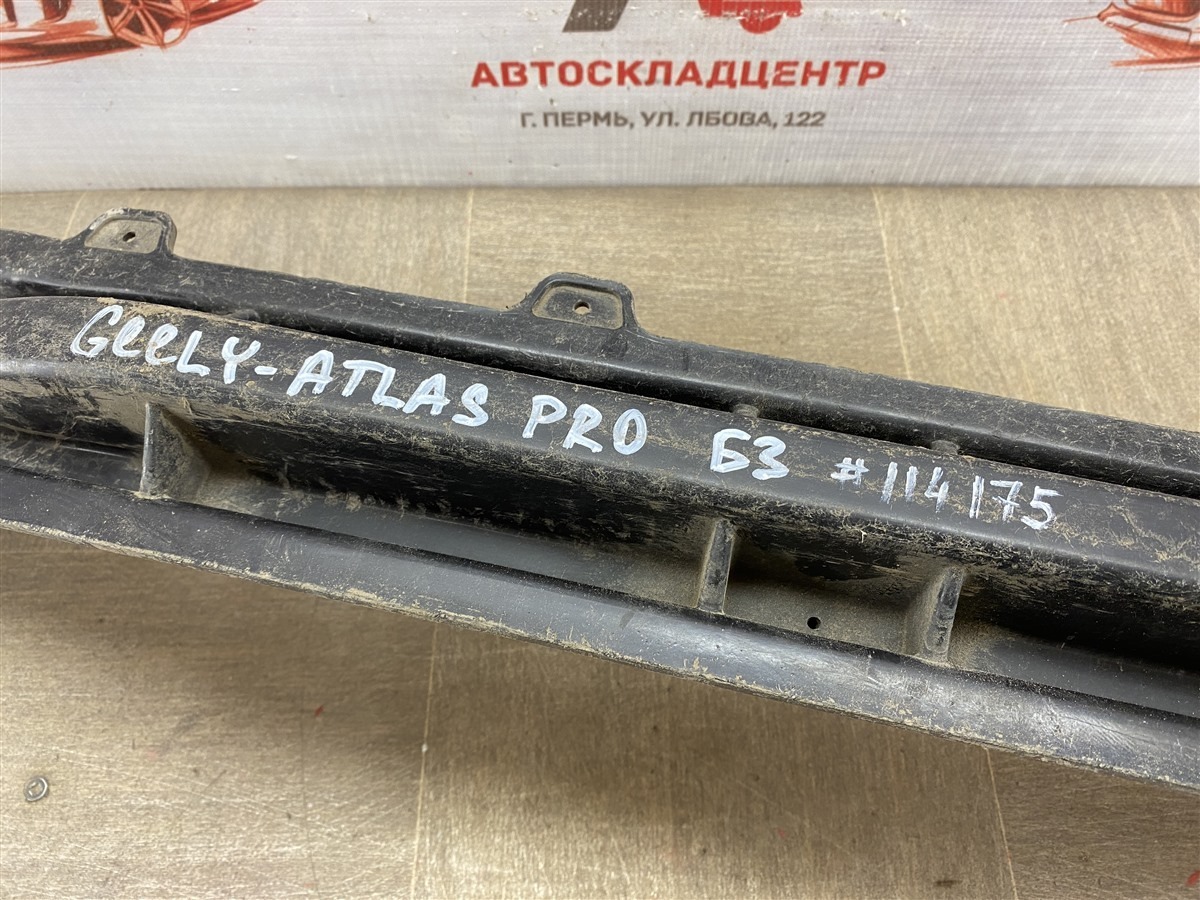 АВТОСКЛАДЦЕНТР
Г. ПЕРМЬ, УЛ. ЛБОВА, 122
GeeLY-ATLAS PRO БЗ #114175